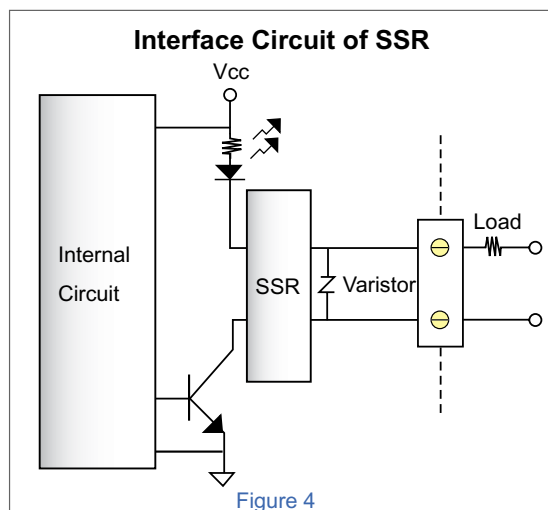 Interface Circuit of SSR
Vcc
Internal
Circuit
SSR
Varistor
Load
Figure 4